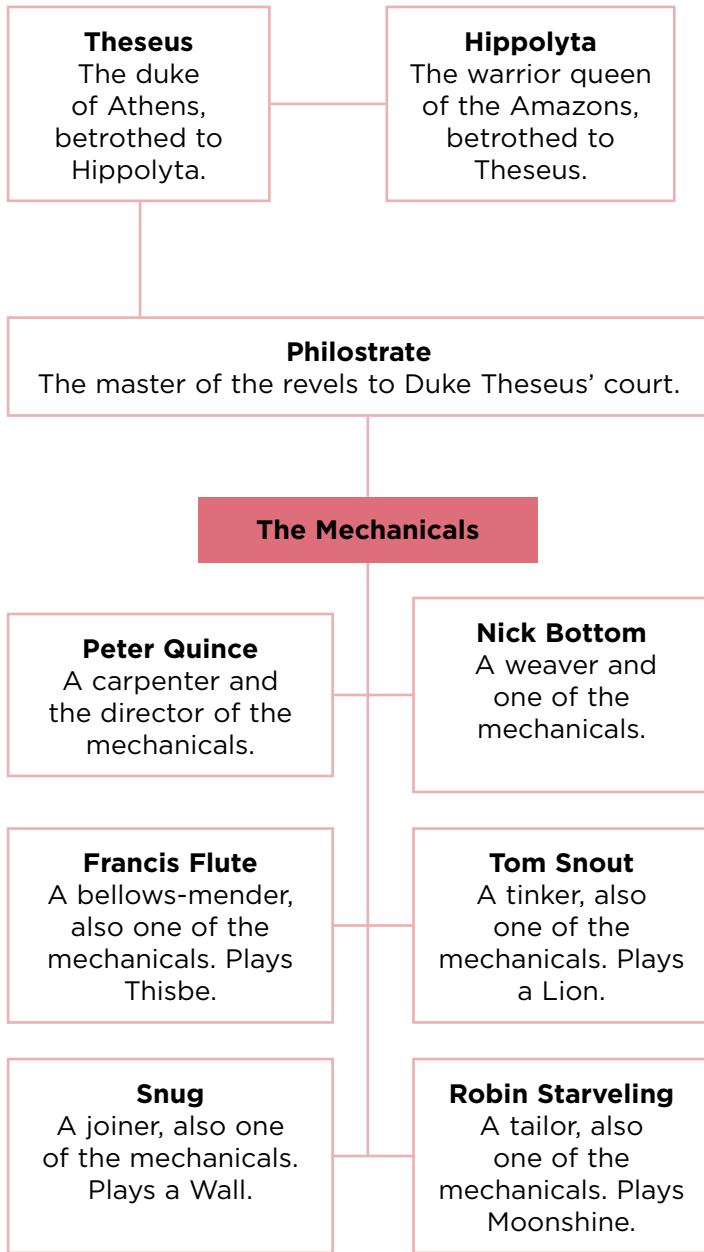 Theseus
The duke
of Athens,
betrothed to
Hippolyta.
Hippolyta
The warrior queen
of the Amazons,
betrothed to
Theseus.
Philostrate
The master of the revels to Duke Theseus’ court.
The Mechanicals
Peter Quince
A carpenter and
the director of the
mechanicals.
Nick Bottom
A weaver and
one of the
mechanicals.
Francis Flute
A bellows-mender,
also one of the
mechanicals. Plays
Thisbe.
Tom Snout
A tinker, also
one of the
mechanicals. Plays
a Lion.
Snug
A joiner, also one
of the mechanicals.
Plays a Wall.
Robin Starveling
A tailor, also
one of the
mechanicals. Plays
Moonshine.